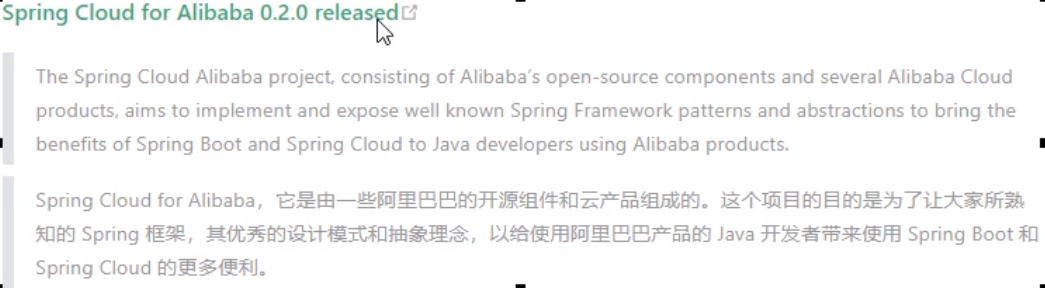 Spring Cloud for Alibaba 0.2.0 released
The Spring Cloud Alibaba project, consisting of Alibaba's open-source components and several Alibaba Cloud
products, aims to implement and expose well known Spring Framework patterns and abstractions to bring the
benefits of Spring Boot and Spring Cloud to Java developers using Alibaba products.
Spring Cloud for Alibaba，它是由一些阿里巴巴的开源组件和云产品组成的。这个项目的目的是为了让大家所熟
知的 Spring 框架，其优秀的设计模式和抽象理念，以给使用阿里巴巴产品的 Java 开发者带来使用 Spring Boot 和
Spring Cloud 的更多便利。